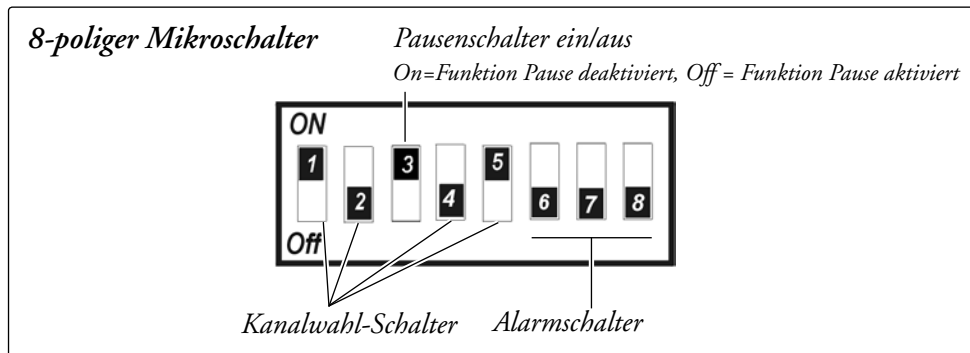 8-poliger Mikroschalter
Pausenschalter ein/aus
On=Funktion Pause deaktiviert, Off = Funktion Pause aktiviert
ON
1 2 3 4 5 6 7 8
Off
Kanalwahl-Schalter Alarmschalter